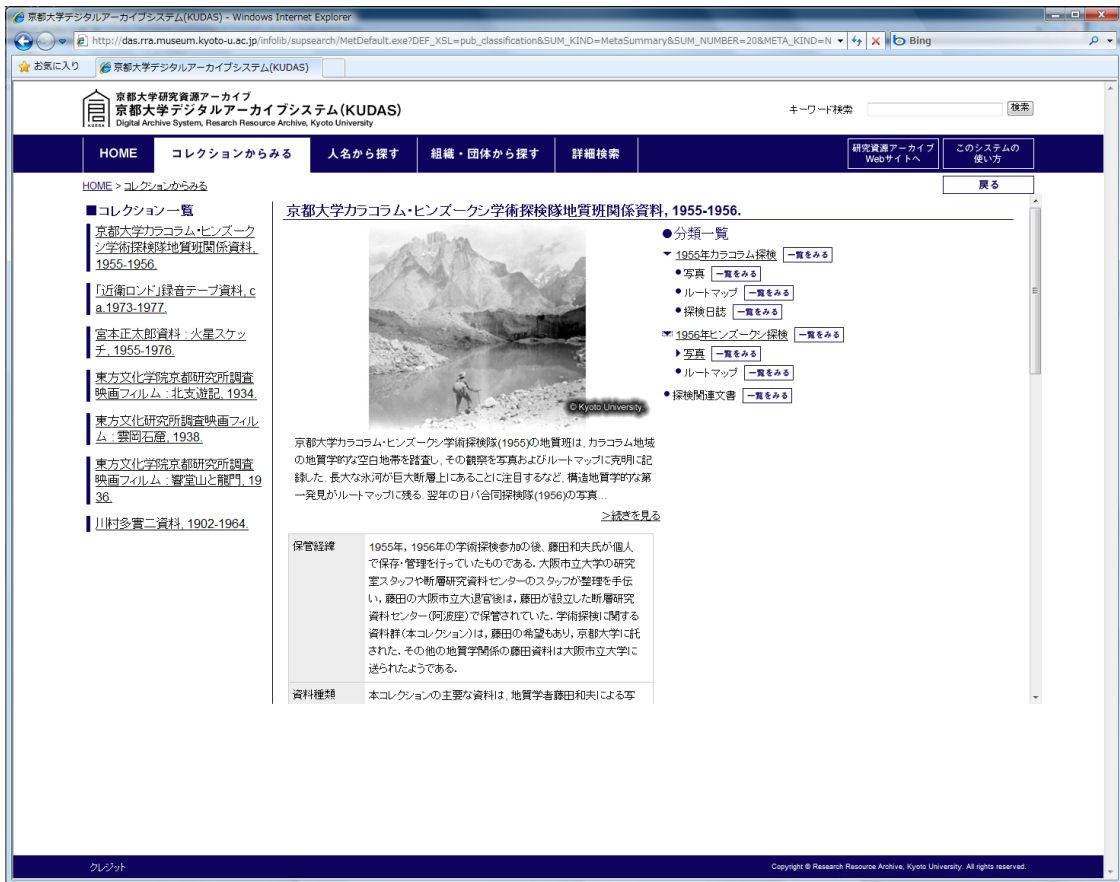 京都大学デジタルアーカイブシステム(KUDAS) - Windows Internet Explorer
http://das.rra.museum.kyoto-u.ac.jp/infolib/supsearch/MetDefault.exe?DEF_XSL=pub_classification&SUM_KIND=MetaSummary&SUM_NUMBER=20&META_KIND=N
Bing
お気に入り
京都大学デジタルアーカイブシステム(KUDAS)
京都大学研究資源アーカイブ
京都大学デジタルアーカイブシステム(KUDAS)
Digital Archive System, Research Resource Archive, Kyoto University
キーワード検索
検索
HOME
コレクションからみる
人名から探す
組織・団体から探す
詳細検索
研究資源アーカイブ
Webサイトへ
このシステムの
使い方
HOME > コレクションからみる
戻る
■コレクション一覧
京都大学カラコラム・ヒンズーク
シ学術探検隊地質班関係資料,
1955-1956.
「近衛ロンド」録音テープ資料, c
a.1973-1977.
宮本正太郎資料 : 火星スケッ
チ, 1955-1976.
東方文化学院京都研究所調査
映画フィルム : 北支遊記, 1934.
東方文化研究所調査映画フィル
ム : 雲岡石窟, 1938.
東方文化学院京都研究所調査
映画フィルム : 響堂山と龍門, 19
36.
川村多實二資料, 1902-1964.
京都大学カラコラム・ヒンズークシ学術探検隊地質班関係資料, 1955-1956.
© Kyoto University
京都大学カラコラム・ヒンズークシ学術探検隊(1955)の地質班は, カラコラム地域
の地質学的な空白地帯を踏査し, その観察を写真およびルートマップに克明に記
録した. 長大な氷河が巨大断層上にあることに注目するなど, 構造地質学的な第
一発見がルートマップに残る. 翌年の日パ合同探検隊(1956)の写真...
>続きを見る
●分類一覧
1955年カラコラム探検 一覧をみる
●写真 一覧をみる
●ルートマップ 一覧をみる
●探検日誌 一覧をみる
1956年ヒンズークシ探検 一覧をみる
写真 一覧をみる
●ルートマップ 一覧をみる
●探検関連文書 一覧をみる
保管経緯
1955年, 1956年の学術探検参加の後、藤田和夫氏が個人
で保存・管理を行っていたものである. 大阪市立大学の研究
室スタッフや断層研究資料センターのスタッフが整理を手伝
い, 藤田の大阪市立大退官後は, 藤田が設立した断層研究
資料センター(阿波座)で保管されていた. 学術探検に関する
資料群(本コレクション)は, 藤田の希望もあり, 京都大学に託
された. その他の地質学関係の藤田資料は大阪市立大学に
送られたようである.
資料種類
本コレクションの主要な資料は, 地質学者藤田和夫による写
クレジット
Copyright © Research Resource Archive, Kyoto University. All rights reserved.